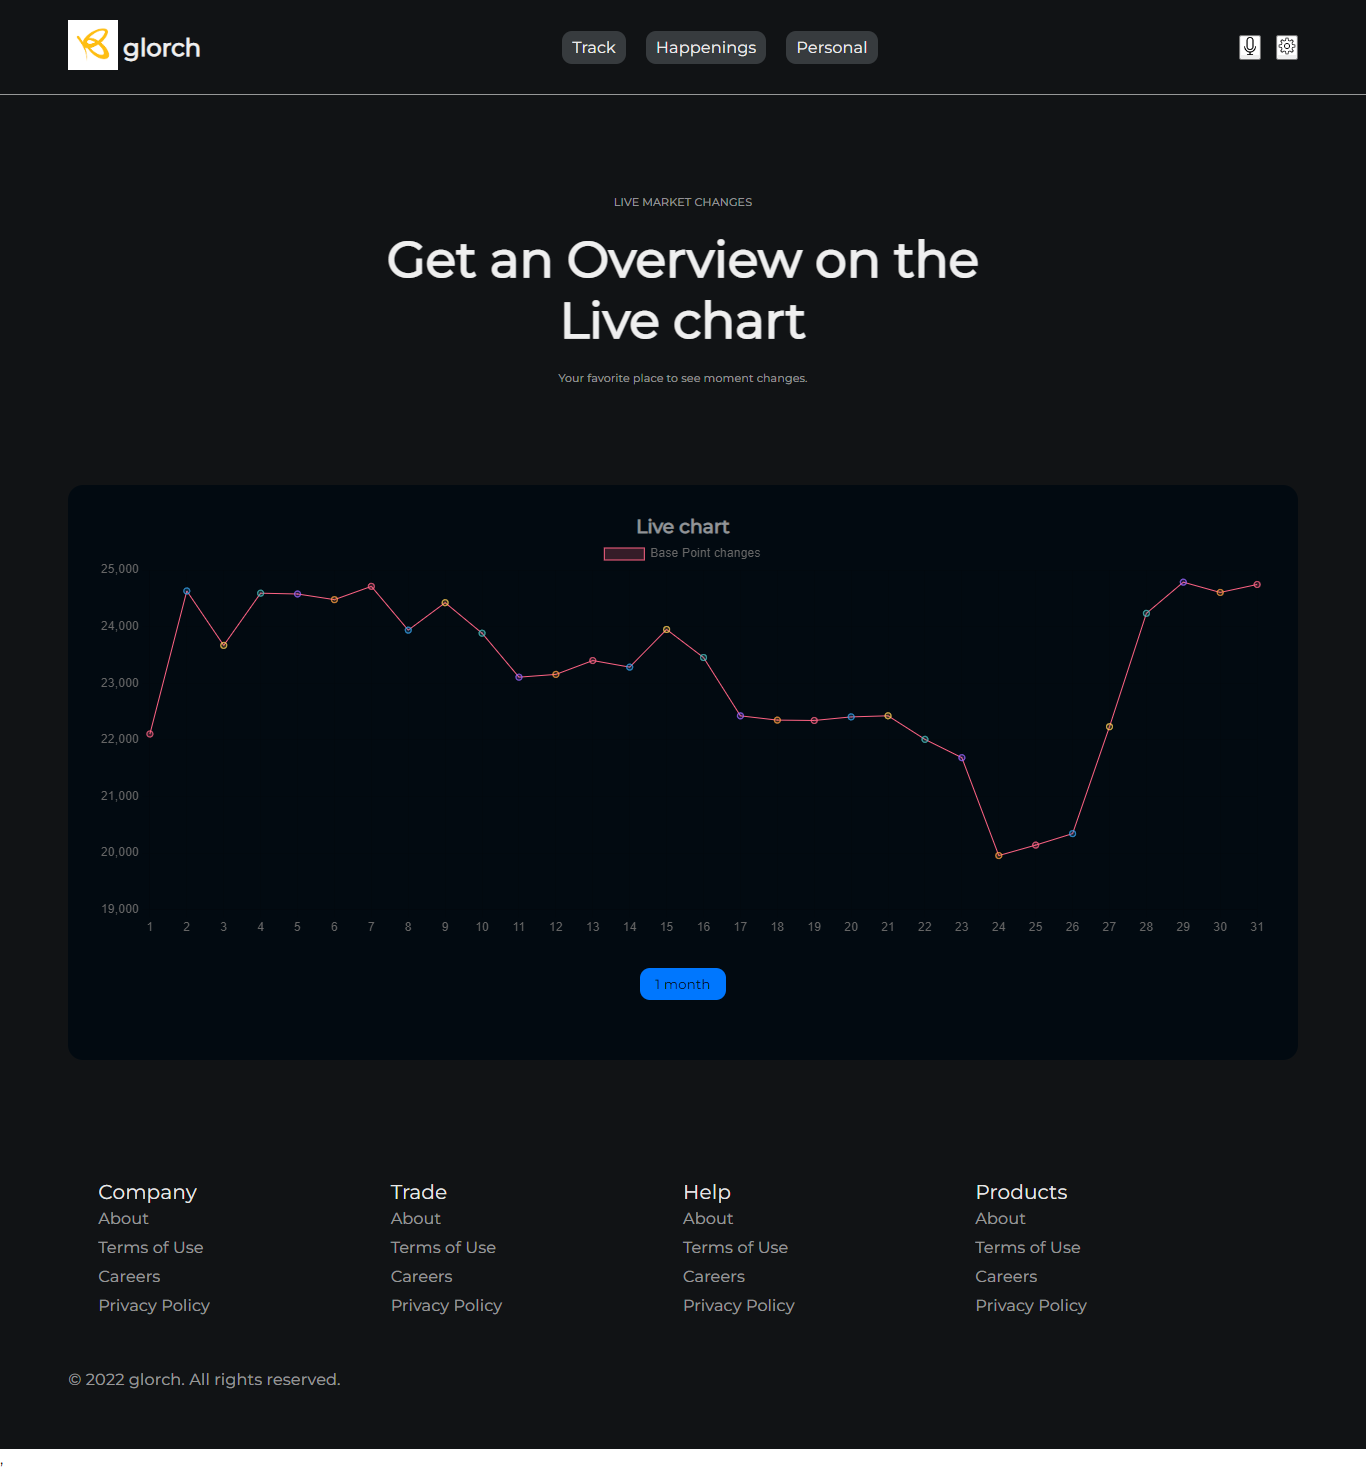 glorch
Track Happenings Personal
LIVE MARKET CHANGES
Get an Overview on the
Live chart
Your favorite place to see moment changes.
Live chart
Base Point changes
25,000
24,000
23,000
22,000
21,000
20,000
19,000
1 2 3 4 5 6 7 8 9 10 11 12 13 14 15 16 17 18 19 20 21 22 23 24 25 26 27 28 29 30 31
1 month
Company
About
Terms of Use
Careers
Privacy Policy
Trade
About
Terms of Use
Careers
Privacy Policy
Help
About
Terms of Use
Careers
Privacy Policy
Products
About
Terms of Use
Careers
Privacy Policy
© 2022 glorch. All rights reserved.
,